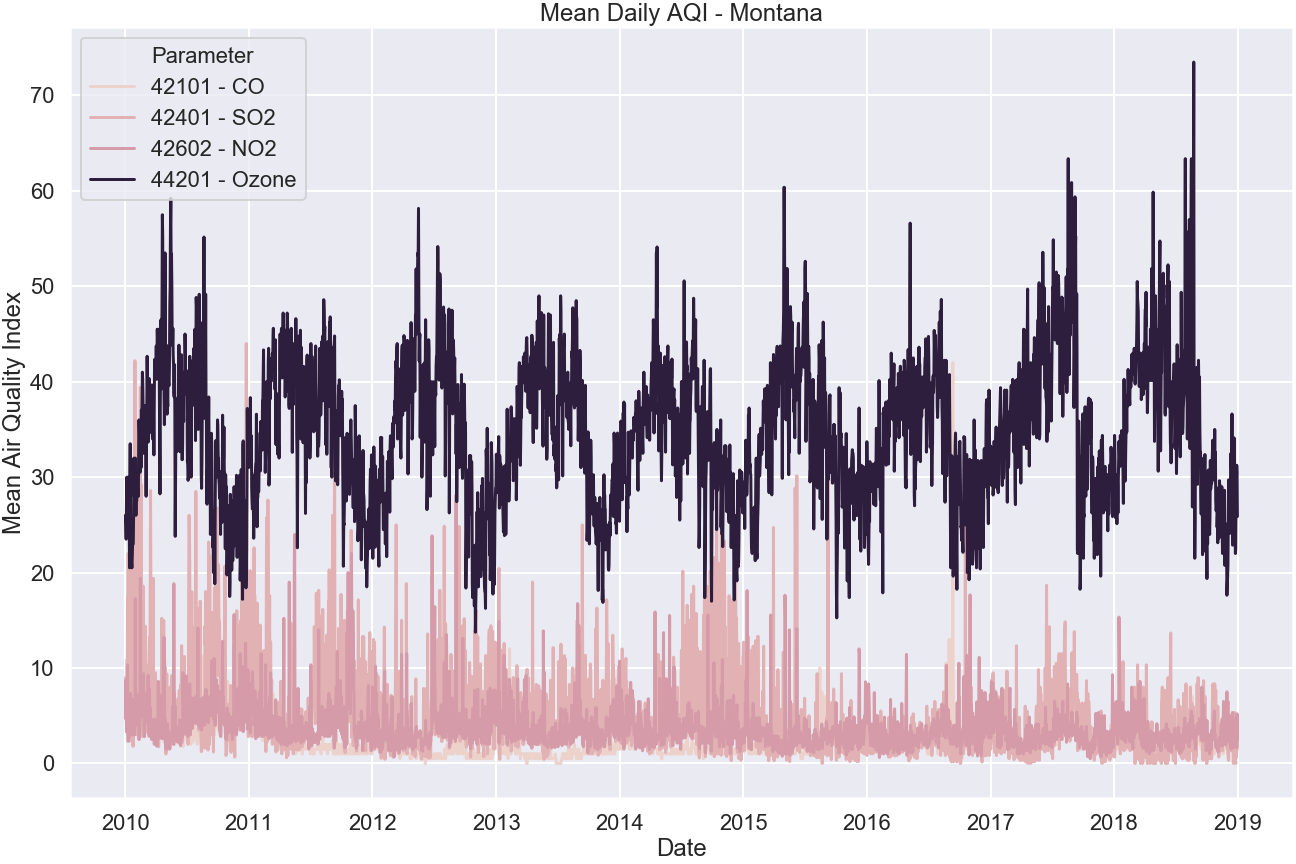 Mean Daily AQI - Montana
Parameter
42101 - CO
42401 - SO2
42602 - NO2
44201 - Ozone
Mean Air Quality Index
70
60
50
40
30
20
10
0
2010 2011 2012 2013 2014 2015 2016 2017 2018 2019
Date